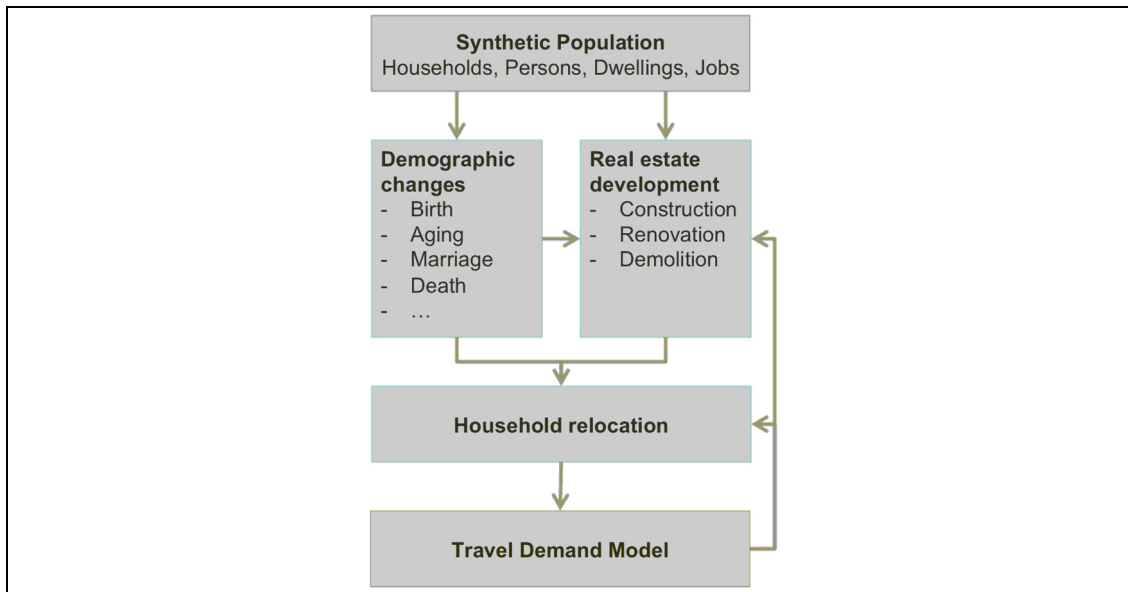 Synthetic Population
Households, Persons, Dwellings, Jobs
Demographic
changes
- Birth
- Aging
- Marriage
- Death
- …
Real estate
development
- Construction
- Renovation
- Demolition
Household relocation
Travel Demand Model